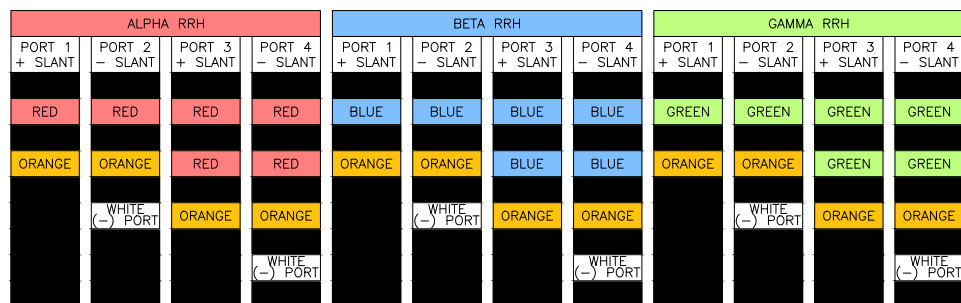 ALPHA RRH BETA RRH GAMMA RRH
PORT 1 PORT 2 PORT 3 PORT 4 PORT 1 PORT 2 PORT 3 PORT 4 PORT 1 PORT 2 PORT 3 PORT 4
+ SLANT − SLANT + SLANT − SLANT + SLANT − SLANT + SLANT − SLANT + SLANT − SLANT + SLANT − SLANT
RED RED RED RED BLUE BLUE BLUE BLUE GREEN GREEN GREEN GREEN
ORANGE ORANGE RED RED ORANGE ORANGE BLUE BLUE ORANGE ORANGE GREEN GREEN
WHITE ORANGE ORANGE WHITE ORANGE ORANGE WHITE ORANGE ORANGE
(−) PORT (−) PORT (−) PORT
WHITE WHITE WHITE
(−) PORT (−) PORT (−) PORT